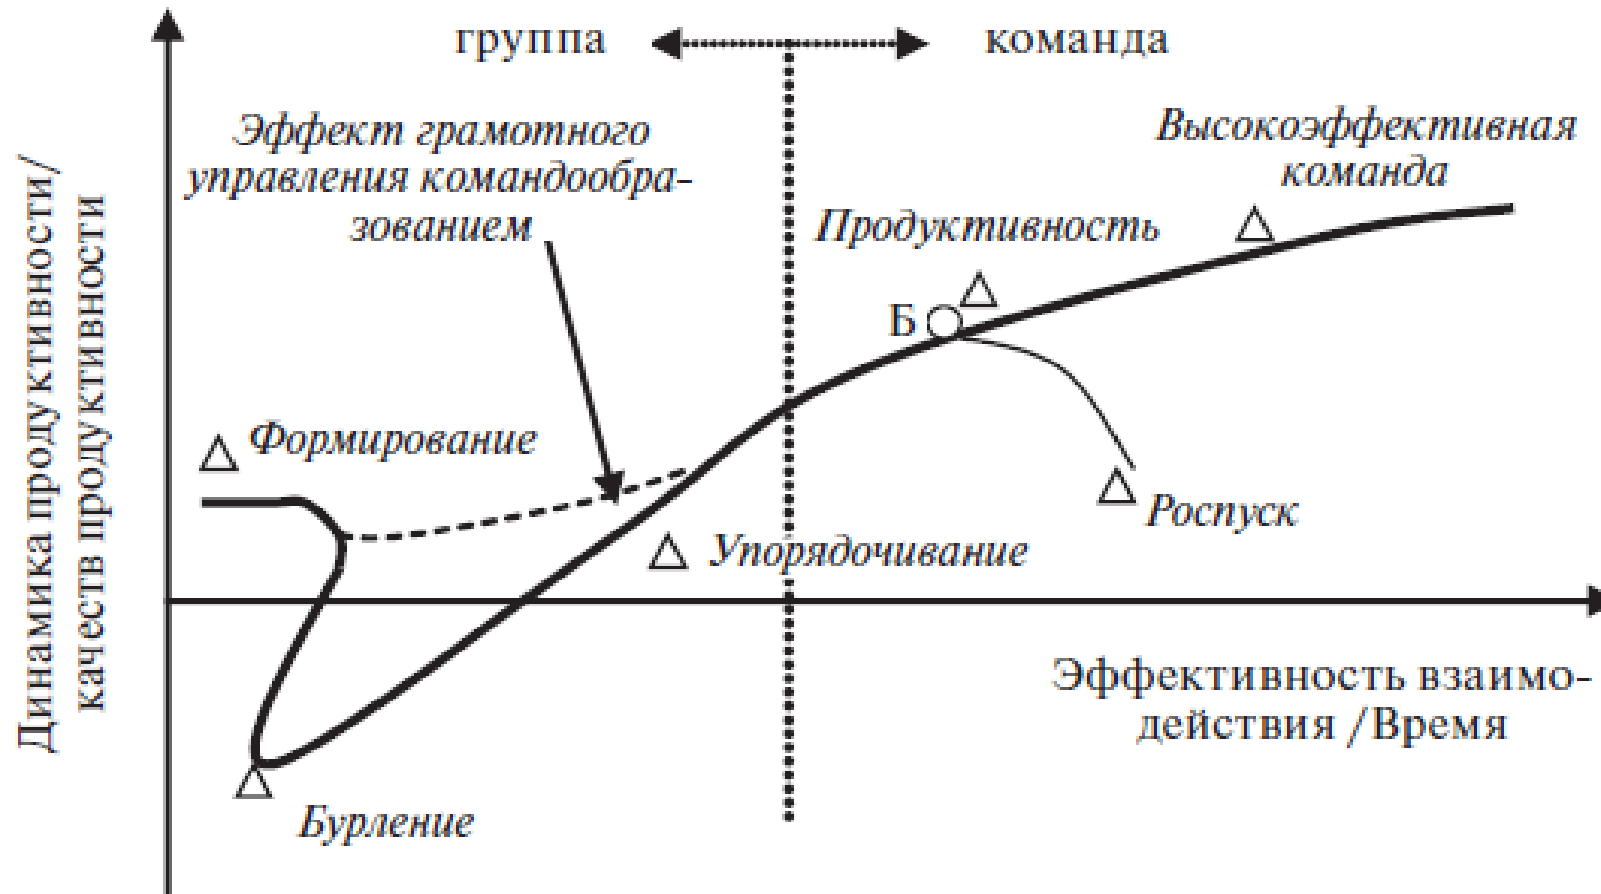 группа
команда
Эффект грамотного
управления командообра-
зованием
Высокоэффективная
команда
Продуктивность
Б
Формирование
Роспуск
Упорядочивание
Эффективность взаимо-
действия /Время
Бурление
Динамика продуктивности/
качеств продуктивности